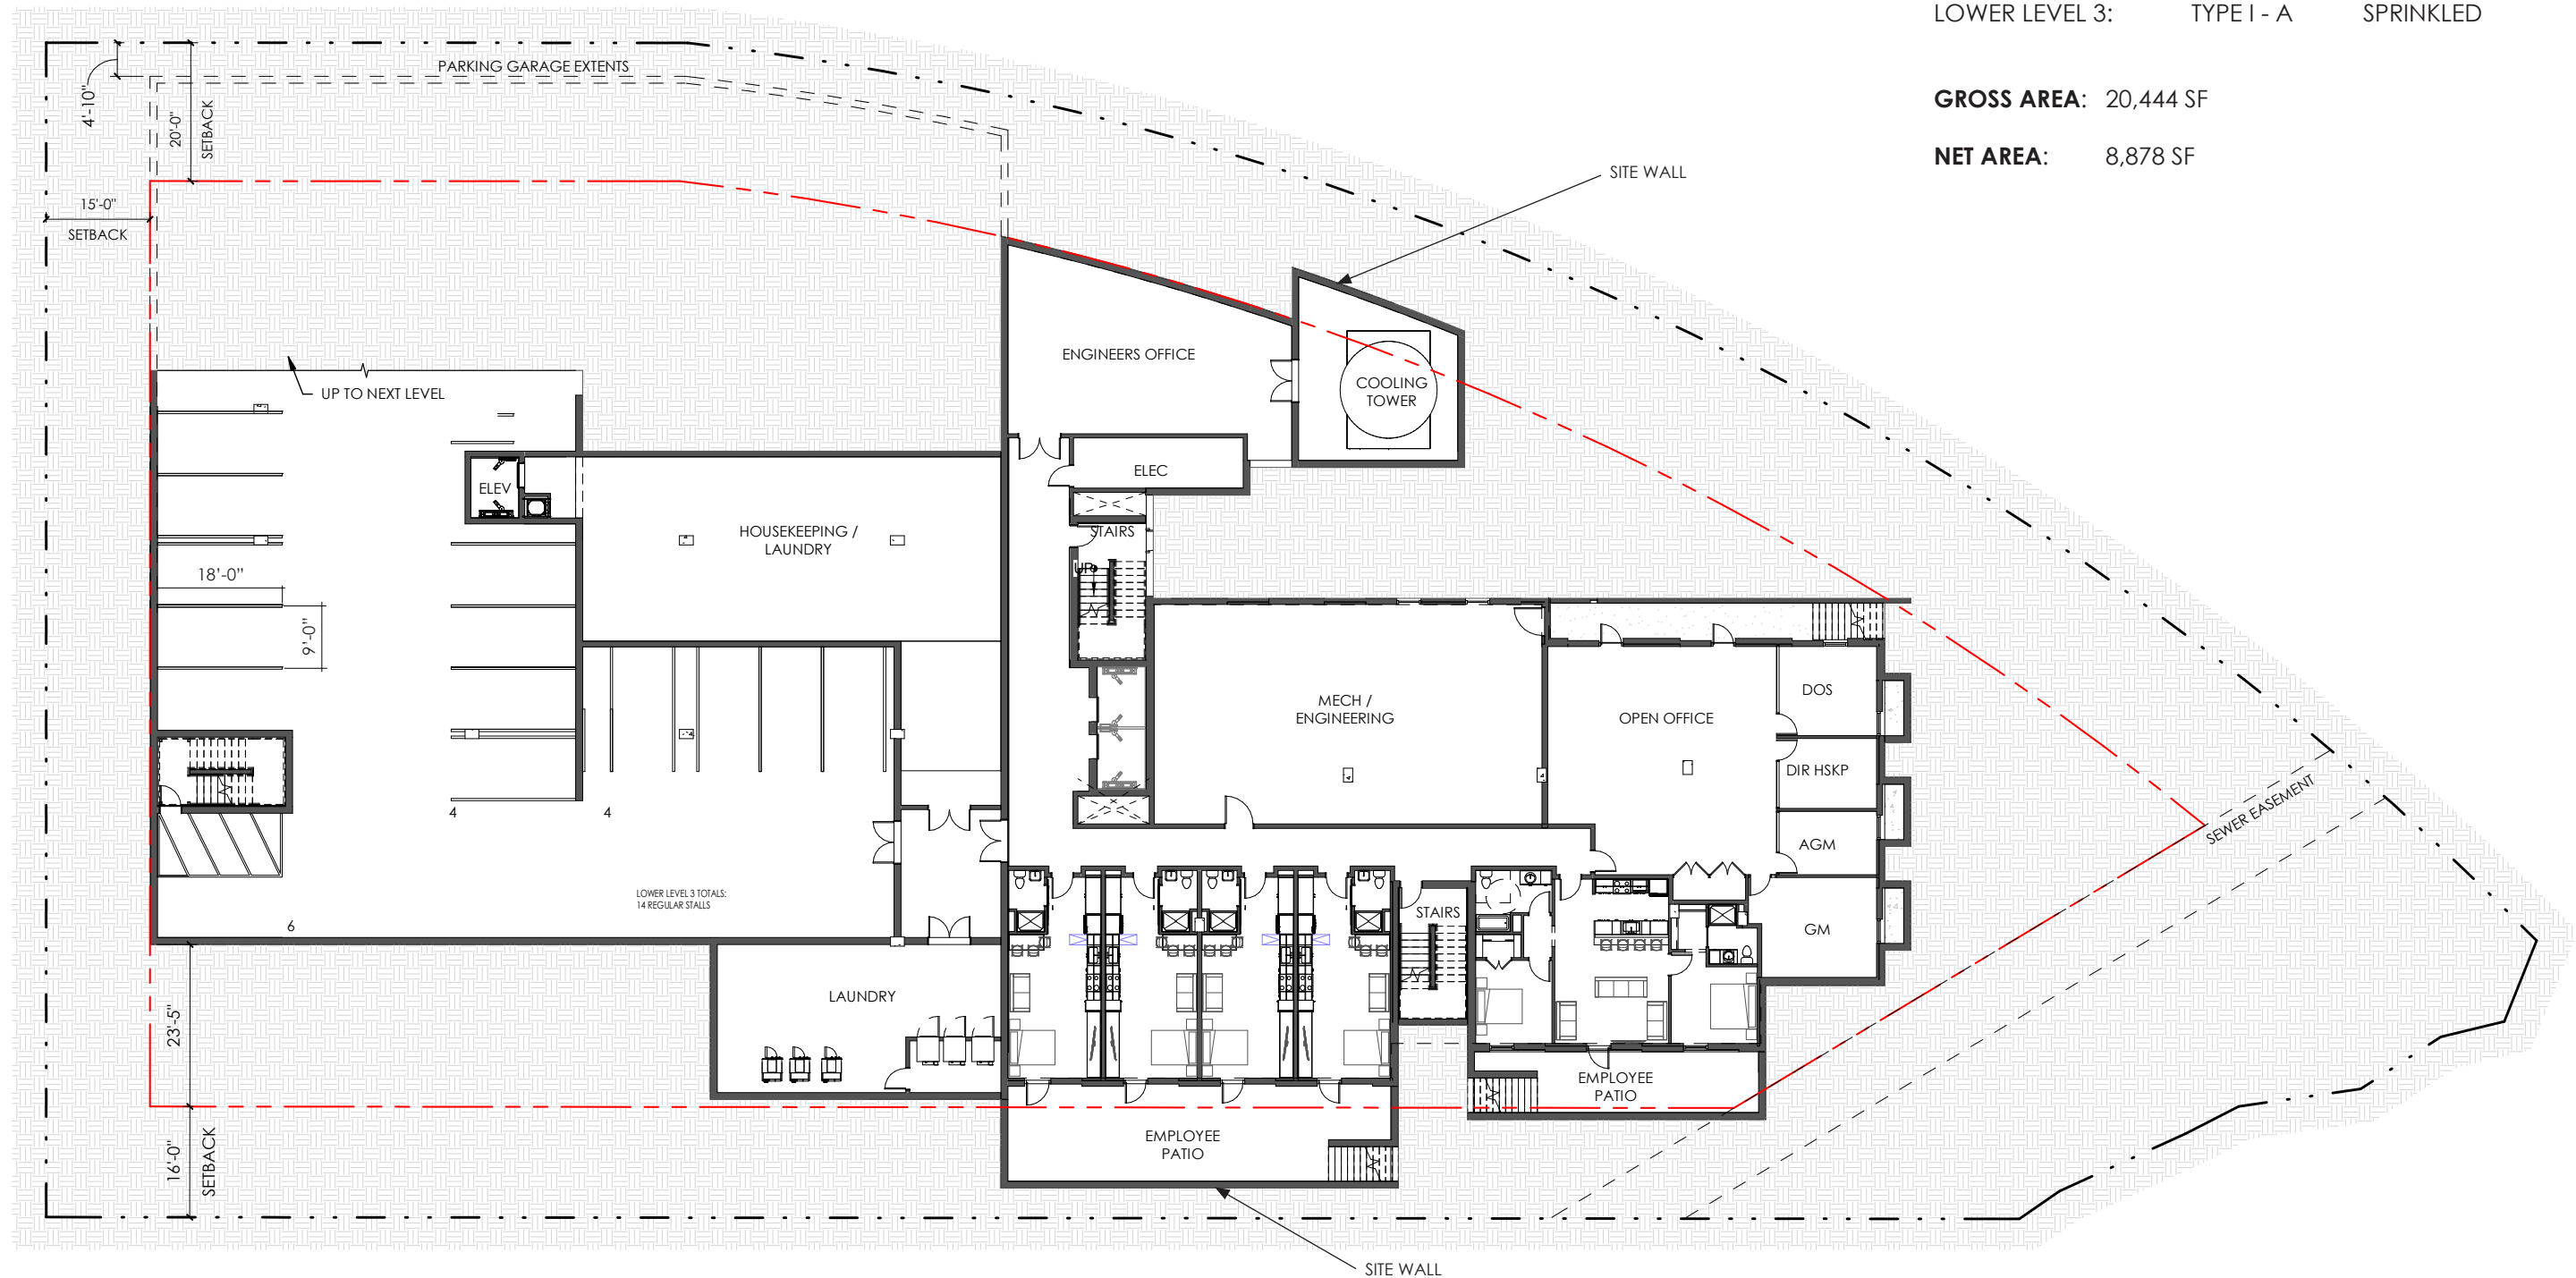 LOWER LEVEL 3: TYPE I - A SPRINKLED
GROSS AREA: 20,444 SF
NET AREA: 8,878 SF
PARKING GARAGE EXTENTS
4'-10"
20'-0"
SETBACK
15'-0"
SETBACK
SITE WALL
UP TO NEXT LEVEL
ENGINEERS OFFICE
COOLING
TOWER
ELEC
ELEV
HOUSEKEEPING /
LAUNDRY
STAIRS
UP
18'-0"
9'-0"
MECH /
ENGINEERING
OPEN OFFICE
DOS
DIR HSKP
AGM
GM
SEWER EASEMENT
4
4
LOWER LEVEL 3 TOTALS:
14 REGULAR STALLS
6
STAIRS
LAUNDRY
23'-5"
EMPLOYEE
PATIO
EMPLOYEE
PATIO
16'-0"
SETBACK
SITE WALL